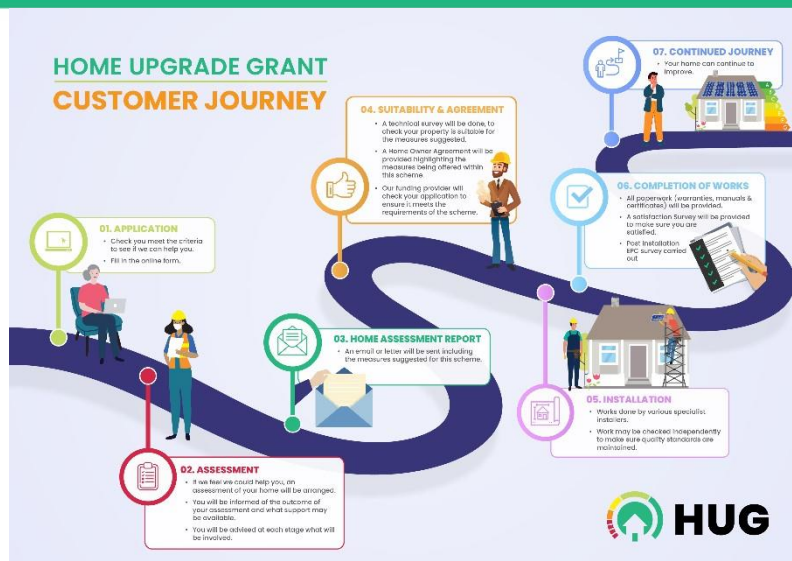 HOME UPGRADE GRANT
CUSTOMER JOURNEY
01. APPLICATION
• Check you meet the criteria
to see if we can help you.
• Fill in the online form.
02. ASSESSMENT
• If we feel we could help you, an
assessment of your home will be arranged.
• You will be informed of the outcome of
your assessment and what support may
be available.
• You will be advised at each stage what will
be involved.
03. HOME ASSESSMENT REPORT
• An email or letter will be sent including
the measures suggested for this scheme.
04. SUITABILITY & AGREEMENT
• A technical survey will be done, to
check your property is suitable for
the measures suggested.
• A Home Owner Agreement will be
provided highlighting the
measures being offered within
this scheme.
• Our funding provider will
check your application to
ensure it meets the
requirements of the scheme.
05. INSTALLATION
• Works done by various specialist
installers.
• Work may be checked independently
to make sure quality standards are
maintained.
06. COMPLETION OF WORKS
• All paperwork (warranties, manuals &
certificates) will be provided.
• A satisfaction Survey will be provided
to make sure you are
satisfied.
• Post Installation
EPC survey carried
out
07. CONTINUED JOURNEY
• Your home can continue to
improve.
HUG